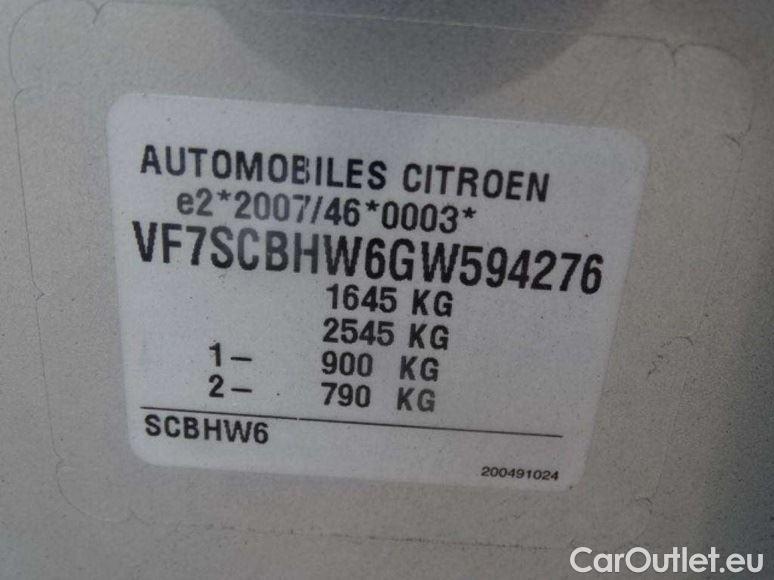 AUTOMOBILES CITROEN
e2*2007/46*0003*
VF7SCBHW6GW594276
1645 KG
2545 KG
1- 900 KG
2- 790 KG
SCBHW6
200491024
CarOutlet.eu